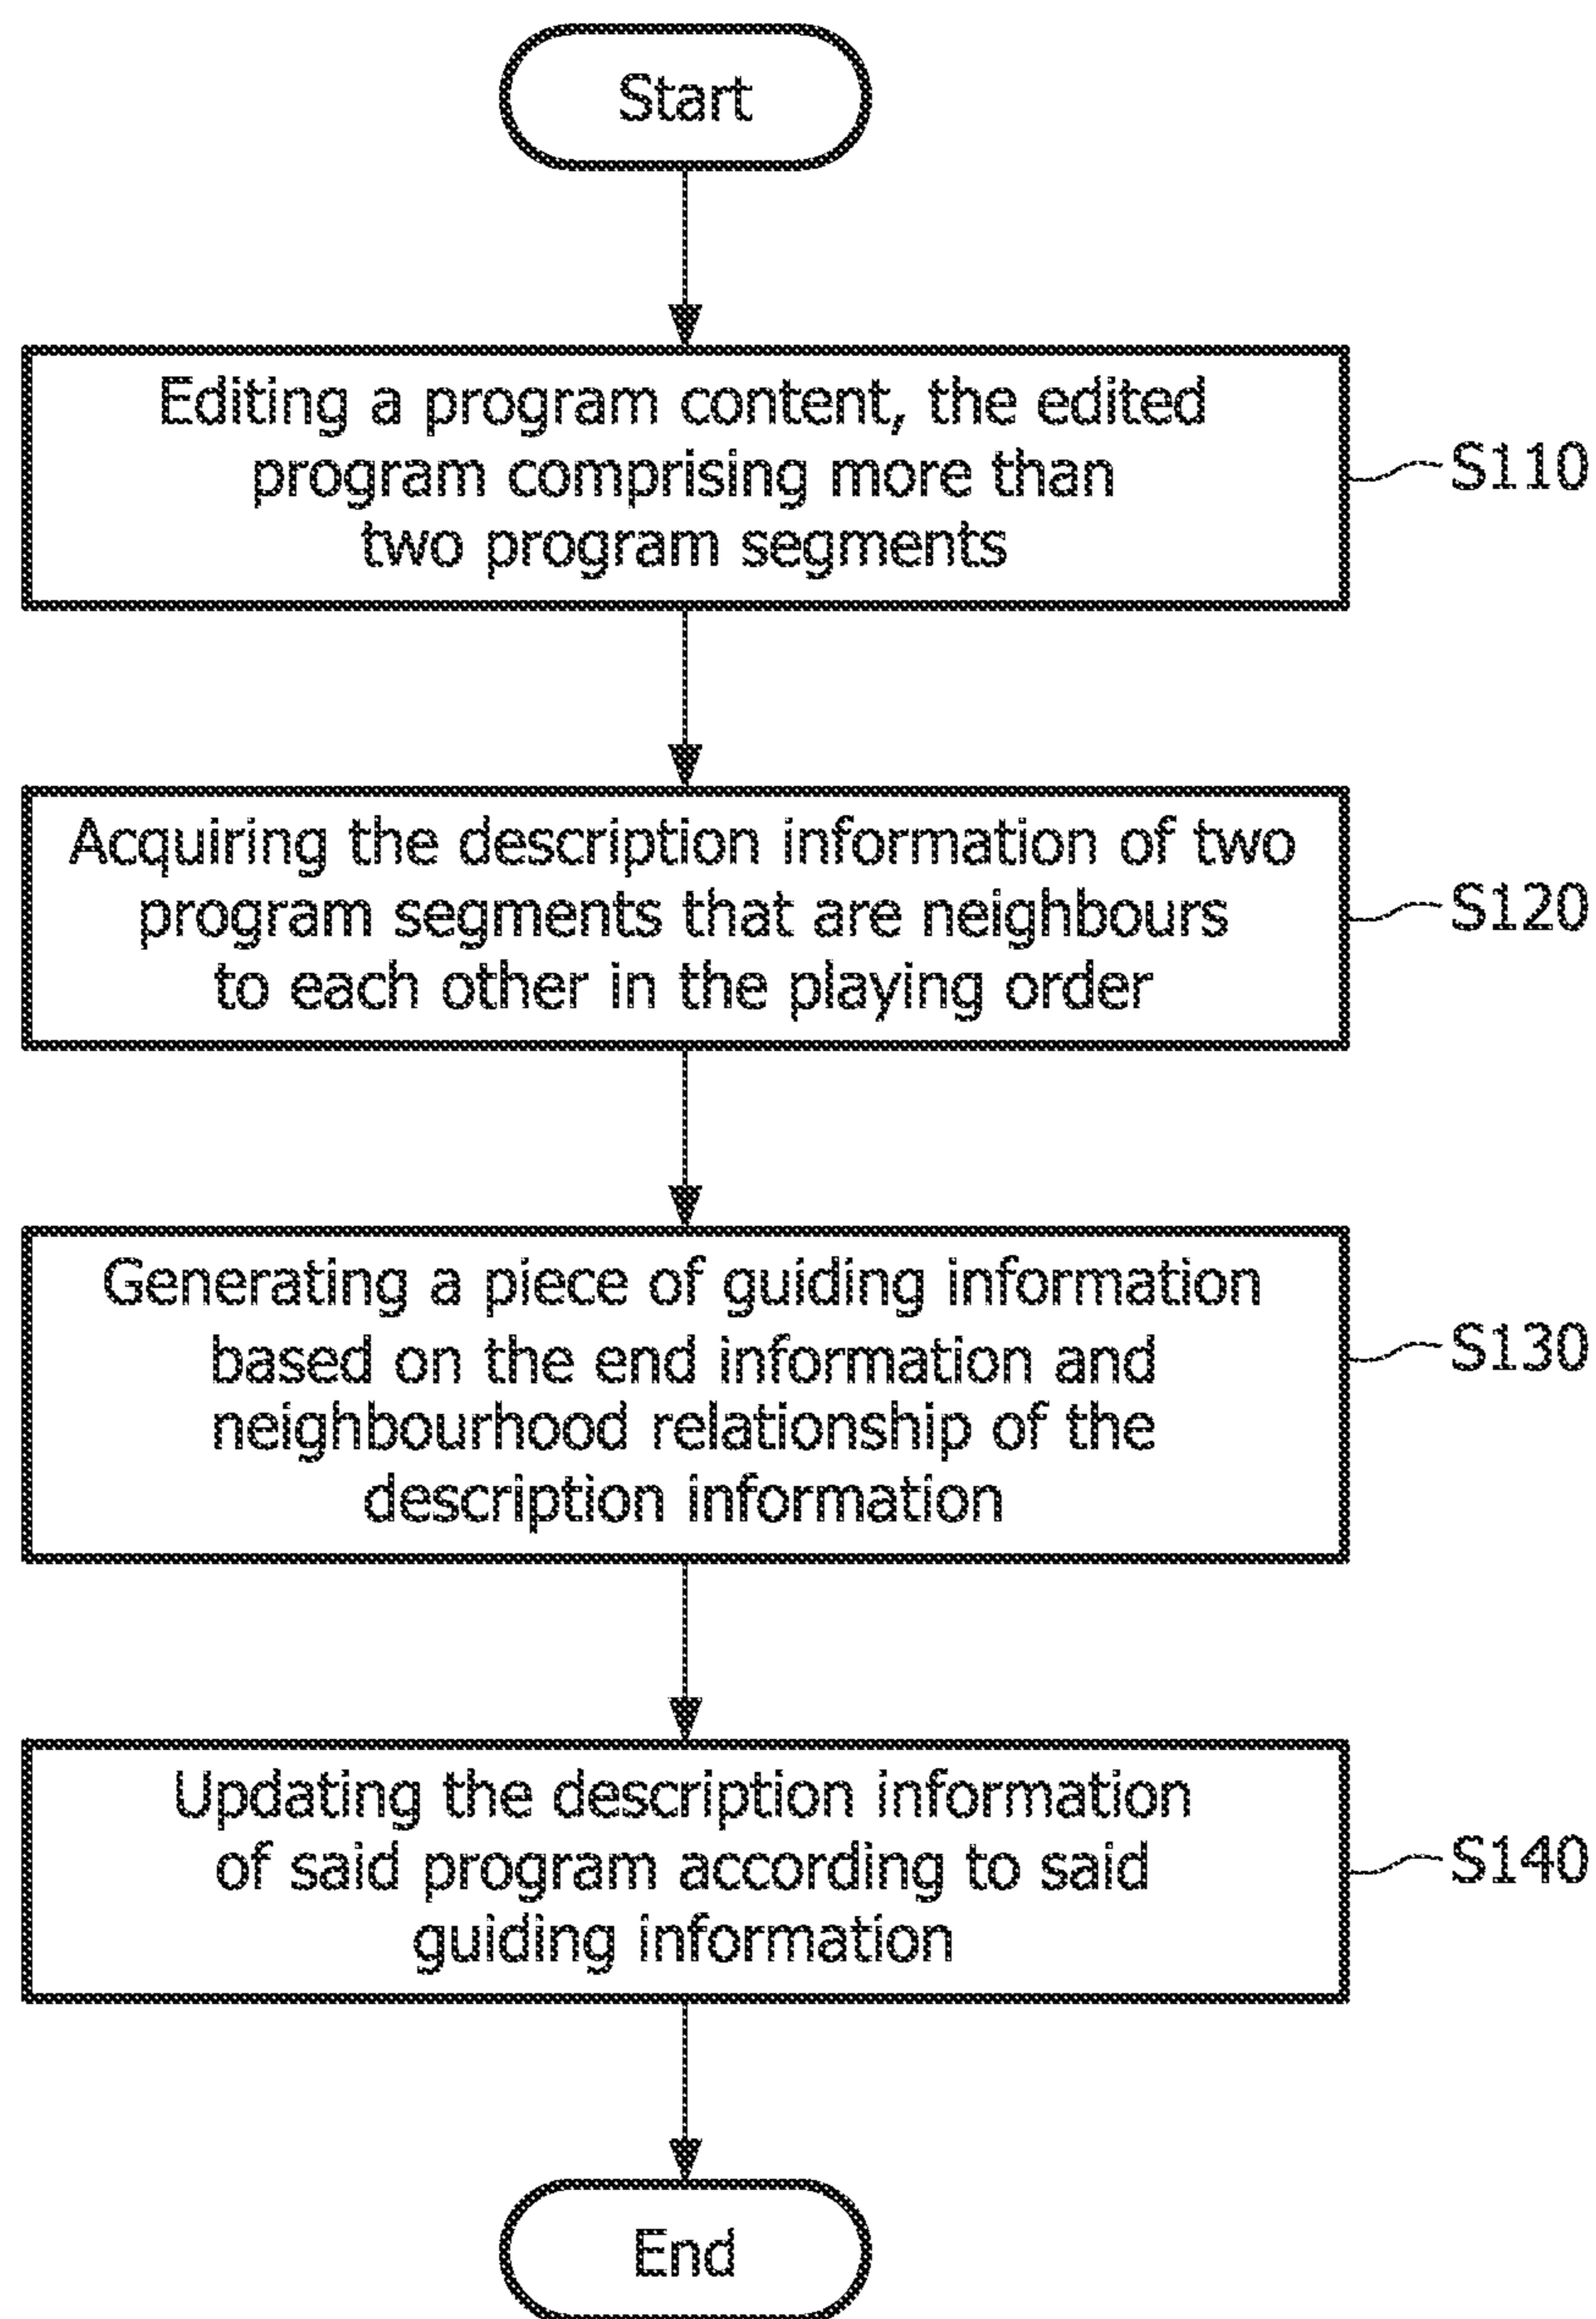 Start
Editing a program content, the edited
program comprising more than
two program segments
S110
Acquiring the description information of two
program segments that are neighbours
to each other in the playing order
S120
Generating a piece of guiding information
based on the end information and
neighbourhood relationship of the
description information
S130
Updating the description information
of said program according to said
guiding information
S140
End